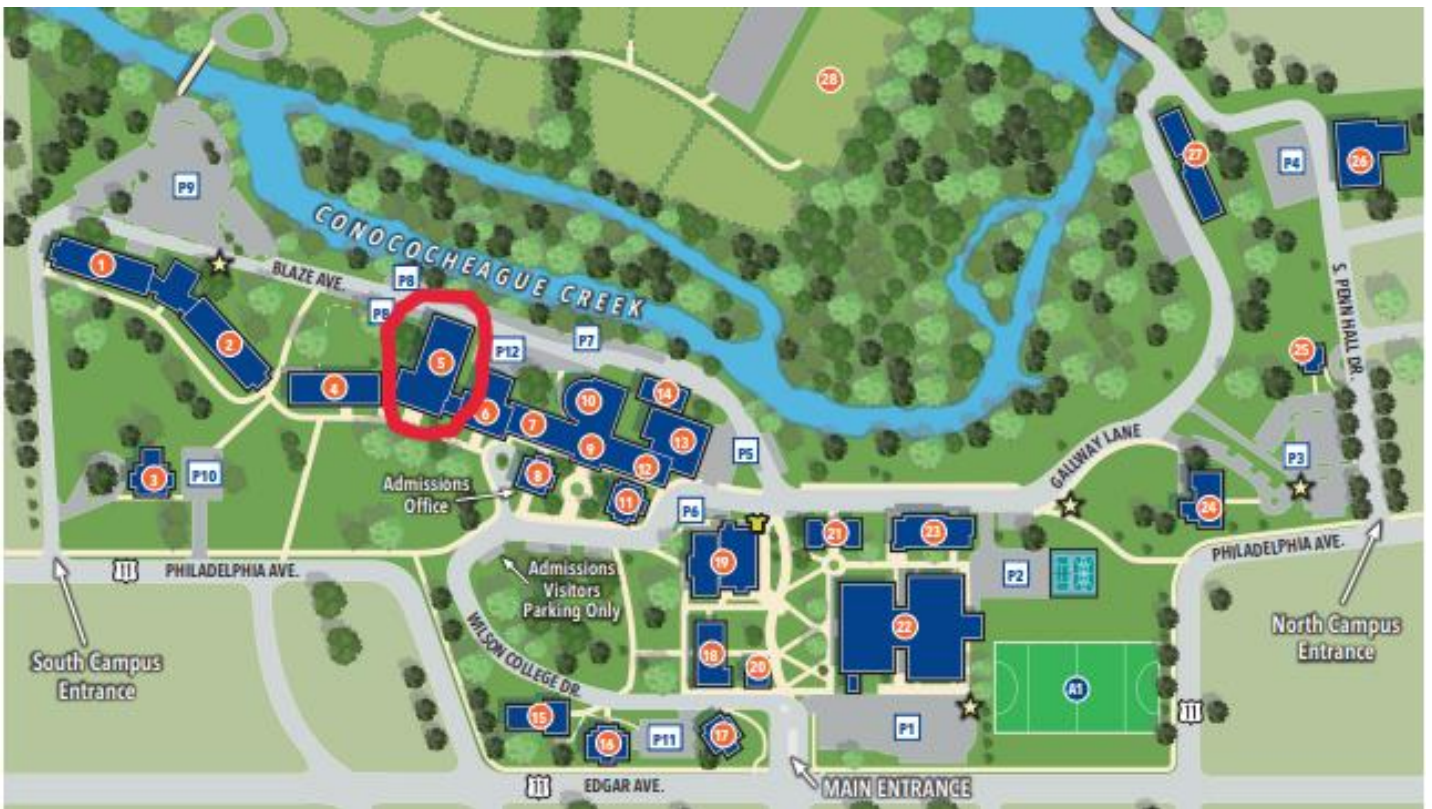 28
27
P4
26
P9
CONOCOCHEAGUE CREEK
1
BLAZE AVE.
P8
P8
S. PENN HALL DR.
2
P7
P12
5
25
4
10
14
6
7
13
9
GALLWAY LANE
P5
P3
12
3
P10
8
Admissions
Office
11
P6
24
21
23
PHILADELPHIA AVE.
19
Admissions
Visitors
Parking Only
P2
11
PHILADELPHIA AVE.
22
North Campus
Entrance
South Campus
Entrance
WILSON COLLEGE DR.
18
20
A1
11
15
16
P11
17
P1
11
EDGAR AVE.
MAIN ENTRANCE